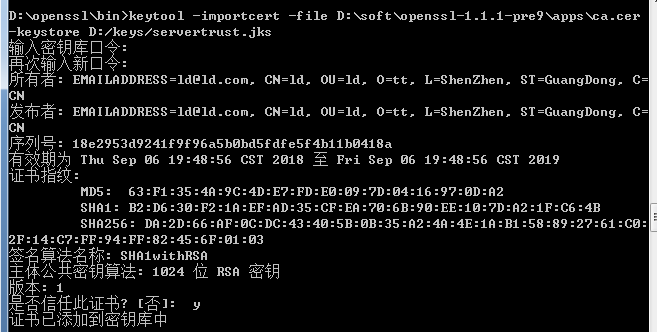 D:\openssl\bin>keytool -importcert -file D:\soft\openssl-1.1.1-pre9\apps\ca.cer
-keystore D:/keys/servertrust.jks
输入密钥库口令:
再次输入新口令:
所有者: EMAILADDRESS=ld@ld.com, CN=ld, OU=ld, O=tt, L=ShenZhen, ST=GuangDong, C=
CN
发布者: EMAILADDRESS=ld@ld.com, CN=ld, OU=ld, O=tt, L=ShenZhen, ST=GuangDong, C=
CN
序列号: 18e2953d9241f9f96a5b0bd5fdfe5f4b11b0418a
有效期为 Thu Sep 06 19:48:56 CST 2018 至 Fri Sep 06 19:48:56 CST 2019
证书指纹:
MD5: 63:F1:35:4A:9C:4D:E7:FD:E0:09:7D:04:16:97:0D:A2
SHA1: B2:D6:30:F2:1A:EF:AD:35:CF:EA:70:6B:90:EE:10:7D:A2:1F:C6:4B
SHA256: DA:2D:66:AF:0C:DC:43:40:5B:0B:35:A2:4A:4E:1A:B1:58:89:27:61:C0:
2F:14:C7:FF:94:FF:82:45:6F:01:03
签名算法名称: SHA1withRSA
主体公共密钥算法: 1024 位 RSA 密钥
版本: 1
是否信任此证书? [否]: y
证书已添加到密钥库中